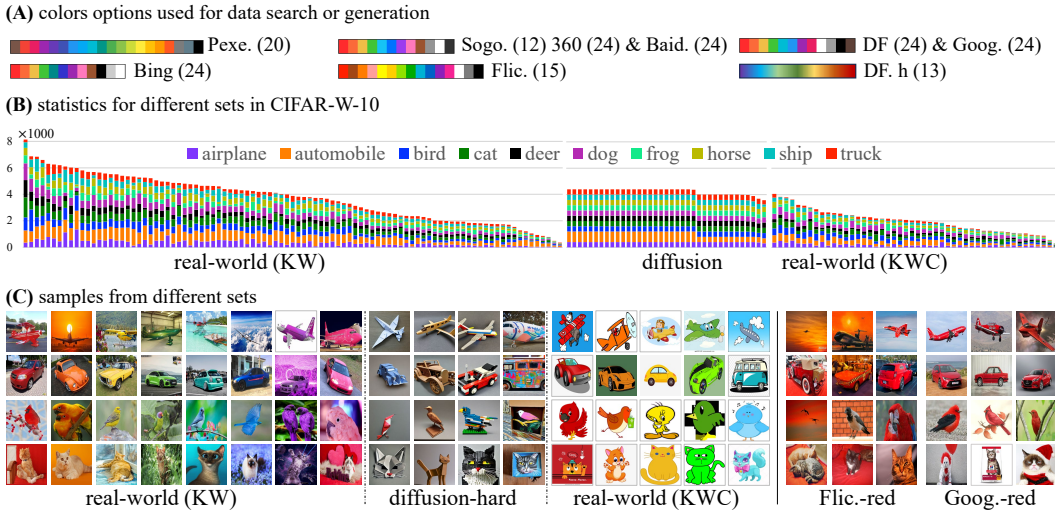 (A) colors options used for data search or generation
Pexe. (20)
Sogo. (12) 360 (24) & Baid. (24)
DF (24) & Goog. (24)
Bing (24)
Flic. (15)
DF. h (13)
(B) statistics for different sets in CIFAR-W-10
×1000
8
6
4
2
0
airplane automobile bird cat deer dog frog horse ship truck
real-world (KW)
diffusion
real-world (KWC)
(C) samples from different sets
real-world (KW)
diffusion-hard
real-world (KWC)
Flic.-red
Goog.-red